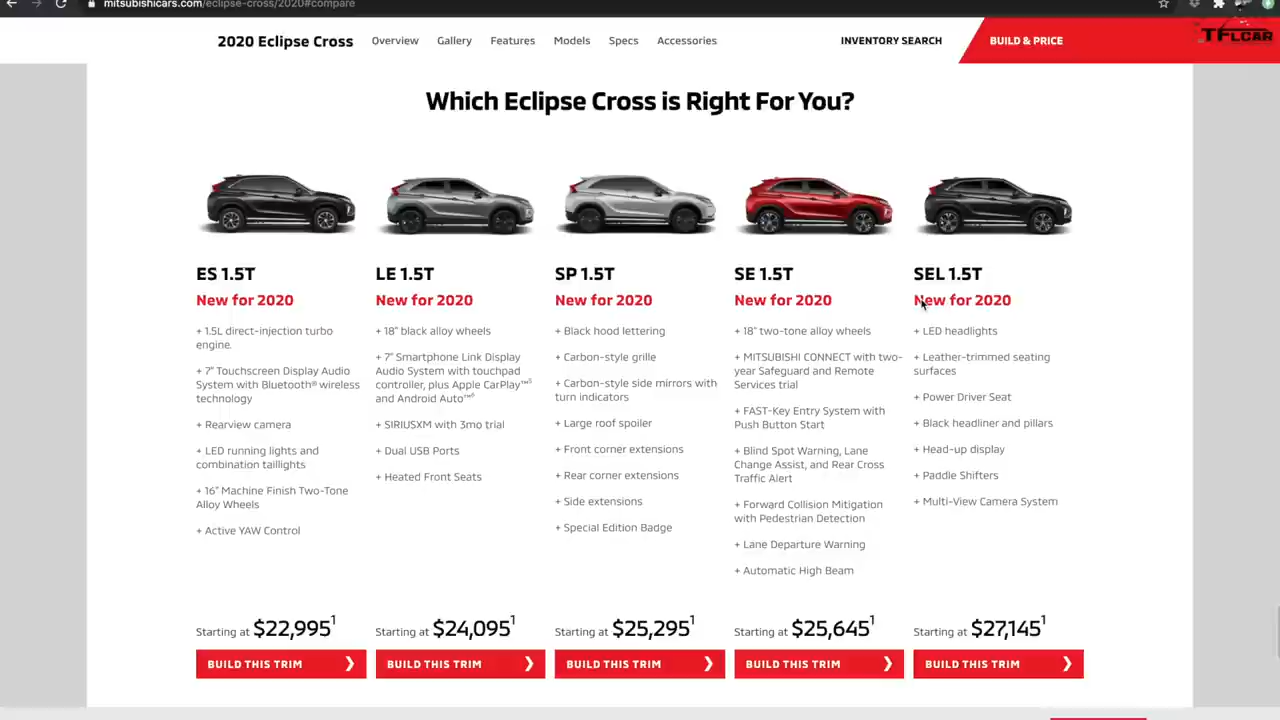 mitsubishicars.com/eclipse-cross/2020#compare
2020 Eclipse Cross
Overview
Gallery
Features
Models
Specs
Accessories
INVENTORY SEARCH
BUILD & PRICE
TFLCAR
Which Eclipse Cross is Right For You?
ES 1.5T
New for 2020
+ 1.5L direct-injection turbo
engine.
+ 7" Touchscreen Display Audio
System with Bluetooth® wireless
technology
+ Rearview camera
+ LED running lights and
combination taillights
+ 16" Machine Finish Two-Tone
Alloy Wheels
+ Active YAW Control
Starting at $22,995¹
BUILD THIS TRIM ❯
LE 1.5T
New for 2020
+ 18" black alloy wheels
+ 7" Smartphone Link Display
Audio System with touchpad
controller, plus Apple CarPlay™⁵
and Android Auto™⁶
+ SIRIUSXM with 3mo trial
+ Dual USB Ports
+ Heated Front Seats
Starting at $24,095¹
BUILD THIS TRIM ❯
SP 1.5T
New for 2020
+ Black hood lettering
+ Carbon-style grille
+ Carbon-style side mirrors with
turn indicators
+ Large roof spoiler
+ Front corner extensions
+ Rear corner extensions
+ Side extensions
+ Special Edition Badge
Starting at $25,295¹
BUILD THIS TRIM ❯
SE 1.5T
New for 2020
+ 18" two-tone alloy wheels
+ MITSUBISHI CONNECT with two-
year Safeguard and Remote
Services trial
+ FAST-Key Entry System with
Push Button Start
+ Blind Spot Warning, Lane
Change Assist, and Rear Cross
Traffic Alert
+ Forward Collision Mitigation
with Pedestrian Detection
+ Lane Departure Warning
+ Automatic High Beam
Starting at $25,645¹
BUILD THIS TRIM ❯
SEL 1.5T
New for 2020
+ LED headlights
+ Leather-trimmed seating
surfaces
+ Power Driver Seat
+ Black headliner and pillars
+ Head-up display
+ Paddle Shifters
+ Multi-View Camera System
Starting at $27,145¹
BUILD THIS TRIM ❯